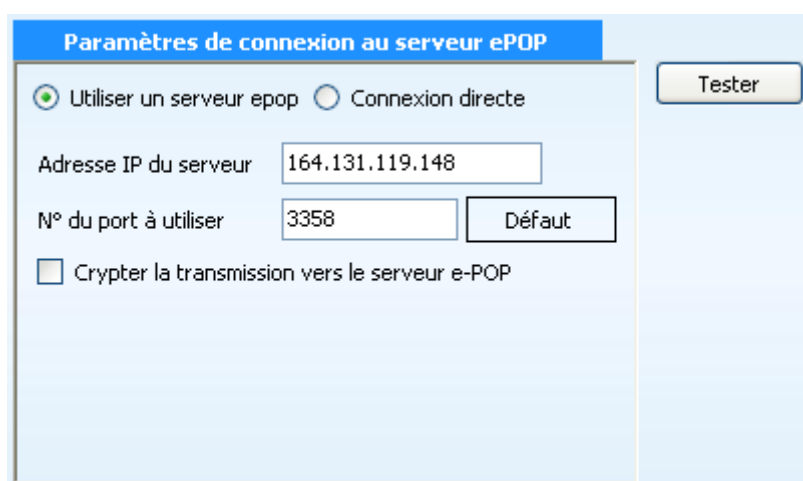 Paramètres de connexion au serveur ePOP
Tester
Utiliser un serveur epop Connexion directe
Adresse IP du serveur 164.131.119.148
N° du port à utiliser 3358 Défaut
Crypter la transmission vers le serveur e-POP